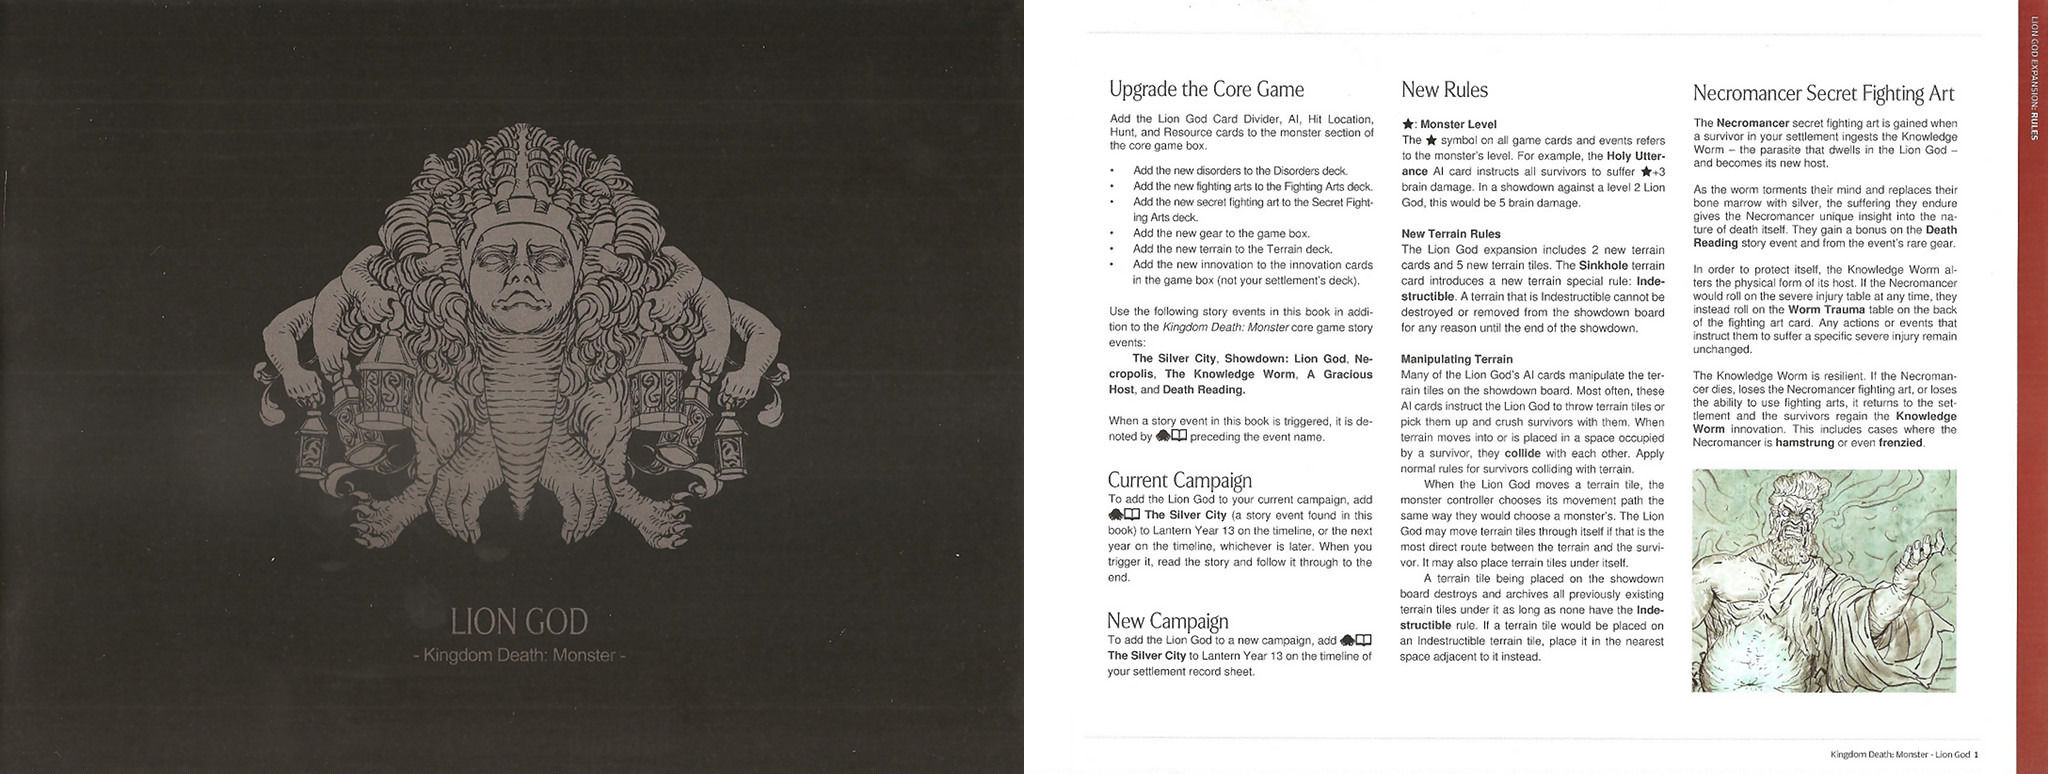 LION GOD
- Kingdom Death: Monster -
Upgrade the Core Game
Add the Lion God Card Divider, AI, Hit Location,
Hunt, and Resource cards to the monster section of
the core game box.
• Add the new disorders to the Disorders deck.
• Add the new fighting arts to the Fighting Arts deck.
• Add the new secret fighting art to the Secret Fight-
ing Arts deck.
• Add the new gear to the game box.
• Add the new terrain to the Terrain deck.
• Add the new innovation to the innovation cards
in the game box (not your settlement's deck).
Use the following story events in this book in addi-
tion to the Kingdom Death: Monster core game story
events:
The Silver City, Showdown: Lion God, Ne-
cropolis, The Knowledge Worm, A Gracious
Host, and Death Reading.
When a story event in this book is triggered, it is de-
noted by preceding the event name.
Current Campaign
To add the Lion God to your current campaign, add
The Silver City (a story event found in this
book) to Lantern Year 13 on the timeline, or the next
year on the timeline, whichever is later. When you
trigger it, read the story and follow it through to the
end.
New Campaign
To add the Lion God to a new campaign, add
The Silver City to Lantern Year 13 on the timeline of
your settlement record sheet.
New Rules
★: Monster Level
The ★ symbol on all game cards and events refers
to the monster's level. For example, the Holy Utter-
ance AI card instructs all survivors to suffer ★+3
brain damage. In a showdown against a level 2 Lion
God, this would be 5 brain damage.
New Terrain Rules
The Lion God expansion includes 2 new terrain
cards and 5 new terrain tiles. The Sinkhole terrain
card introduces a new terrain special rule: Inde-
structible. A terrain that is Indestructible cannot be
destroyed or removed from the showdown board
for any reason until the end of the showdown.
Manipulating Terrain
Many of the Lion God's AI cards manipulate the ter-
rain tiles on the showdown board. Most often, these
AI cards instruct the Lion God to throw terrain tiles or
pick them up and crush survivors with them. When
terrain moves into or is placed in a space occupied
by a survivor, they collide with each other. Apply
normal rules for survivors colliding with terrain.
When the Lion God moves a terrain tile, the
monster controller chooses its movement path the
same way they would choose a monster's. The Lion
God may move terrain tiles through itself if that is the
most direct route between the terrain and the survi-
vor. It may also place terrain tiles under itself.
A terrain tile being placed on the showdown
board destroys and archives all previously existing
terrain tiles under it as long as none have the Inde-
structible rule. If a terrain tile would be placed on
an Indestructible terrain tile, place it in the nearest
space adjacent to it instead.
Necromancer Secret Fighting Art
The Necromancer secret fighting art is gained when
a survivor in your settlement ingests the Knowledge
Worm – the parasite that dwells in the Lion God –
and becomes its new host.
As the worm torments their mind and replaces their
bone marrow with silver, the suffering they endure
gives the Necromancer unique insight into the na-
ture of death itself. They gain a bonus on the Death
Reading story event and from the event's rare gear.
In order to protect itself, the Knowledge Worm al-
ters the physical form of its host. If the Necromancer
would roll on the severe injury table at any time, they
instead roll on the Worm Trauma table on the back
of the fighting art card. Any actions or events that
instruct them to suffer a specific severe injury remain
unchanged.
The Knowledge Worm is resilient. If the Necroman-
cer dies, loses the Necromancer fighting art, or loses
the ability to use fighting arts, it returns to the set-
tlement and the survivors regain the Knowledge
Worm innovation. This includes cases where the
Necromancer is hamstrung or even frenzied.
LION GOD EXPANSION: RULES
Kingdom Death: Monster - Lion God 1